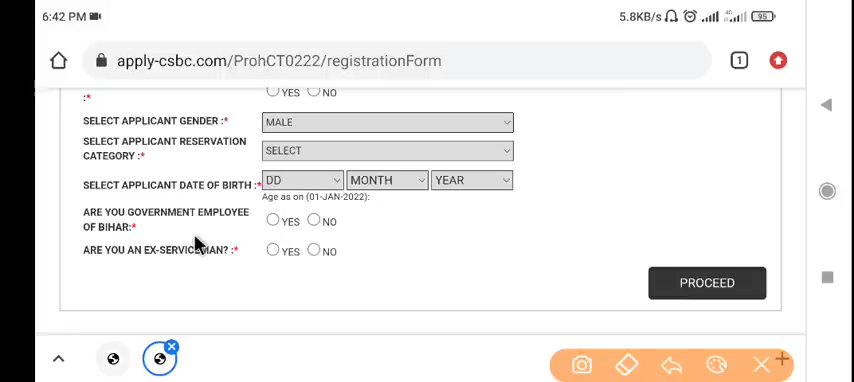 6:42 PM
5.8KB/s 4G 95
apply-csbc.com/ProhCT0222/registrationForm
1
:* YES NO
SELECT APPLICANT GENDER :* MALE
SELECT APPLICANT RESERVATION
CATEGORY :* SELECT
SELECT APPLICANT DATE OF BIRTH :* DD MONTH YEAR
Age as on (01-JAN-2022):
ARE YOU GOVERNMENT EMPLOYEE
OF BIHAR:* YES NO
ARE YOU AN EX-SERVICEMAN? :* YES NO
PROCEED